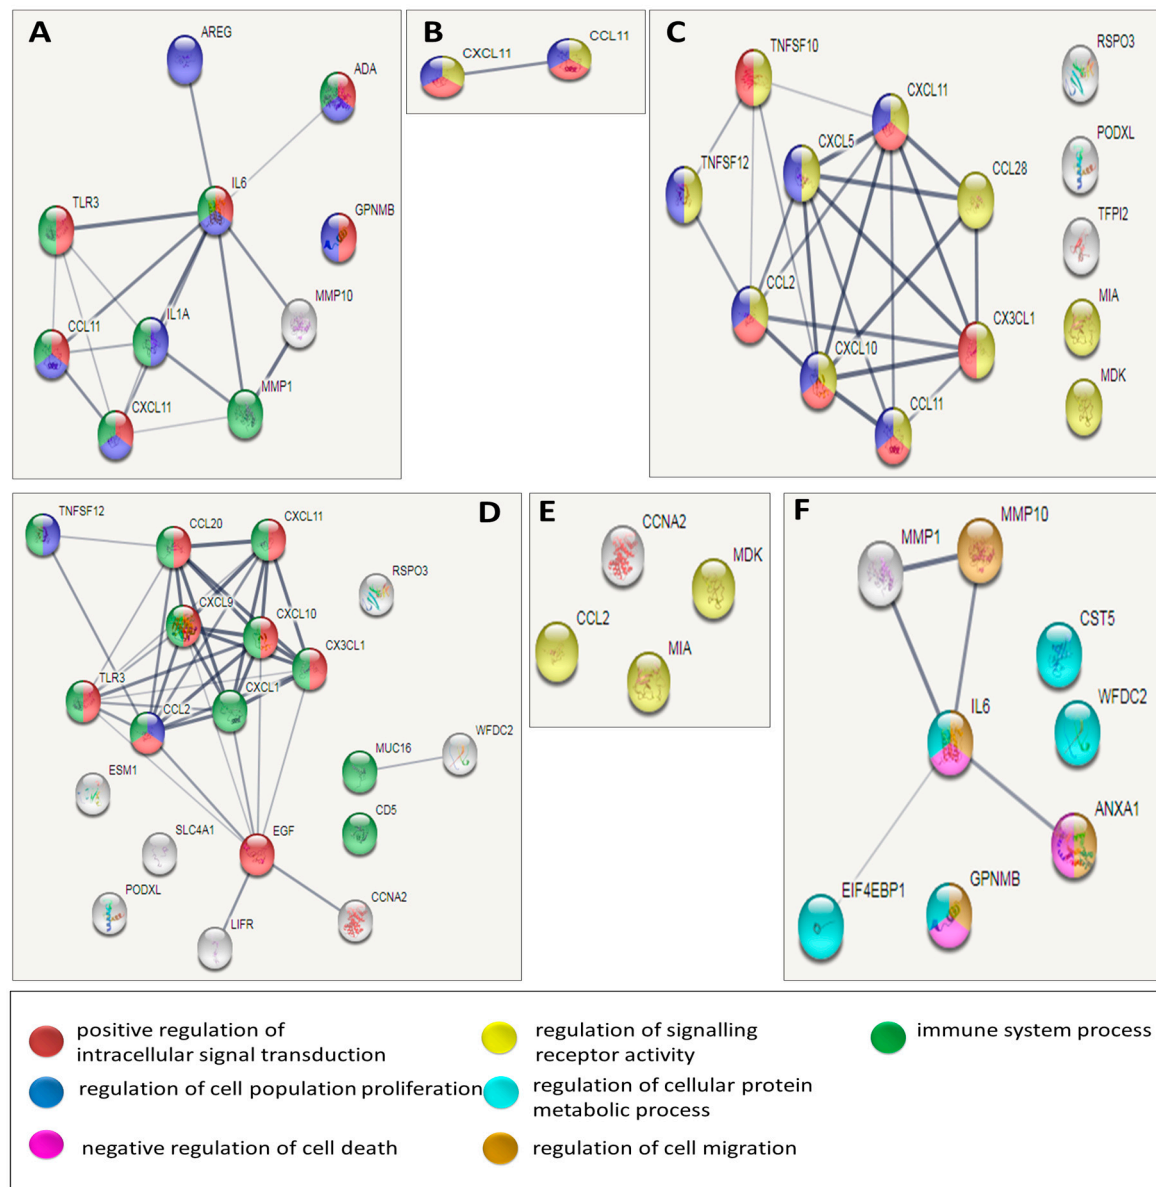 A
AREG
ADA
IL6
TLR3
GPNMB
MMP10
CCL11
IL1A
MMP1
CXCL11
B
CXCL11
CCL11
C
TNFSF10
CXCL11
RSPO3
CXCL5
TNFSF12
CCL28
PODXL
TFPI2
CCL2
MIA
CX3CL1
CXCL10
MDK
CCL11
D
TNFSF12
CCL20
CXCL11
RSPO3
CXCL9
CXCL10
CX3CL1
TLR3
CXCL1
CCL2
MUC16
WFDC2
ESM1
CD5
SLC4A1
EGF
PODXL
CCNA2
LIFR
E
CCNA2
MDK
CCL2
MIA
F
MMP10
MMP1
CST5
IL6
WFDC2
ANXA1
GPNMB
EIF4EBP1
positive regulation of
intracellular signal transduction
regulation of signalling
receptor activity
immune system process
regulation of cell population proliferation
regulation of cellular protein
metabolic process
negative regulation of cell death
regulation of cell migration